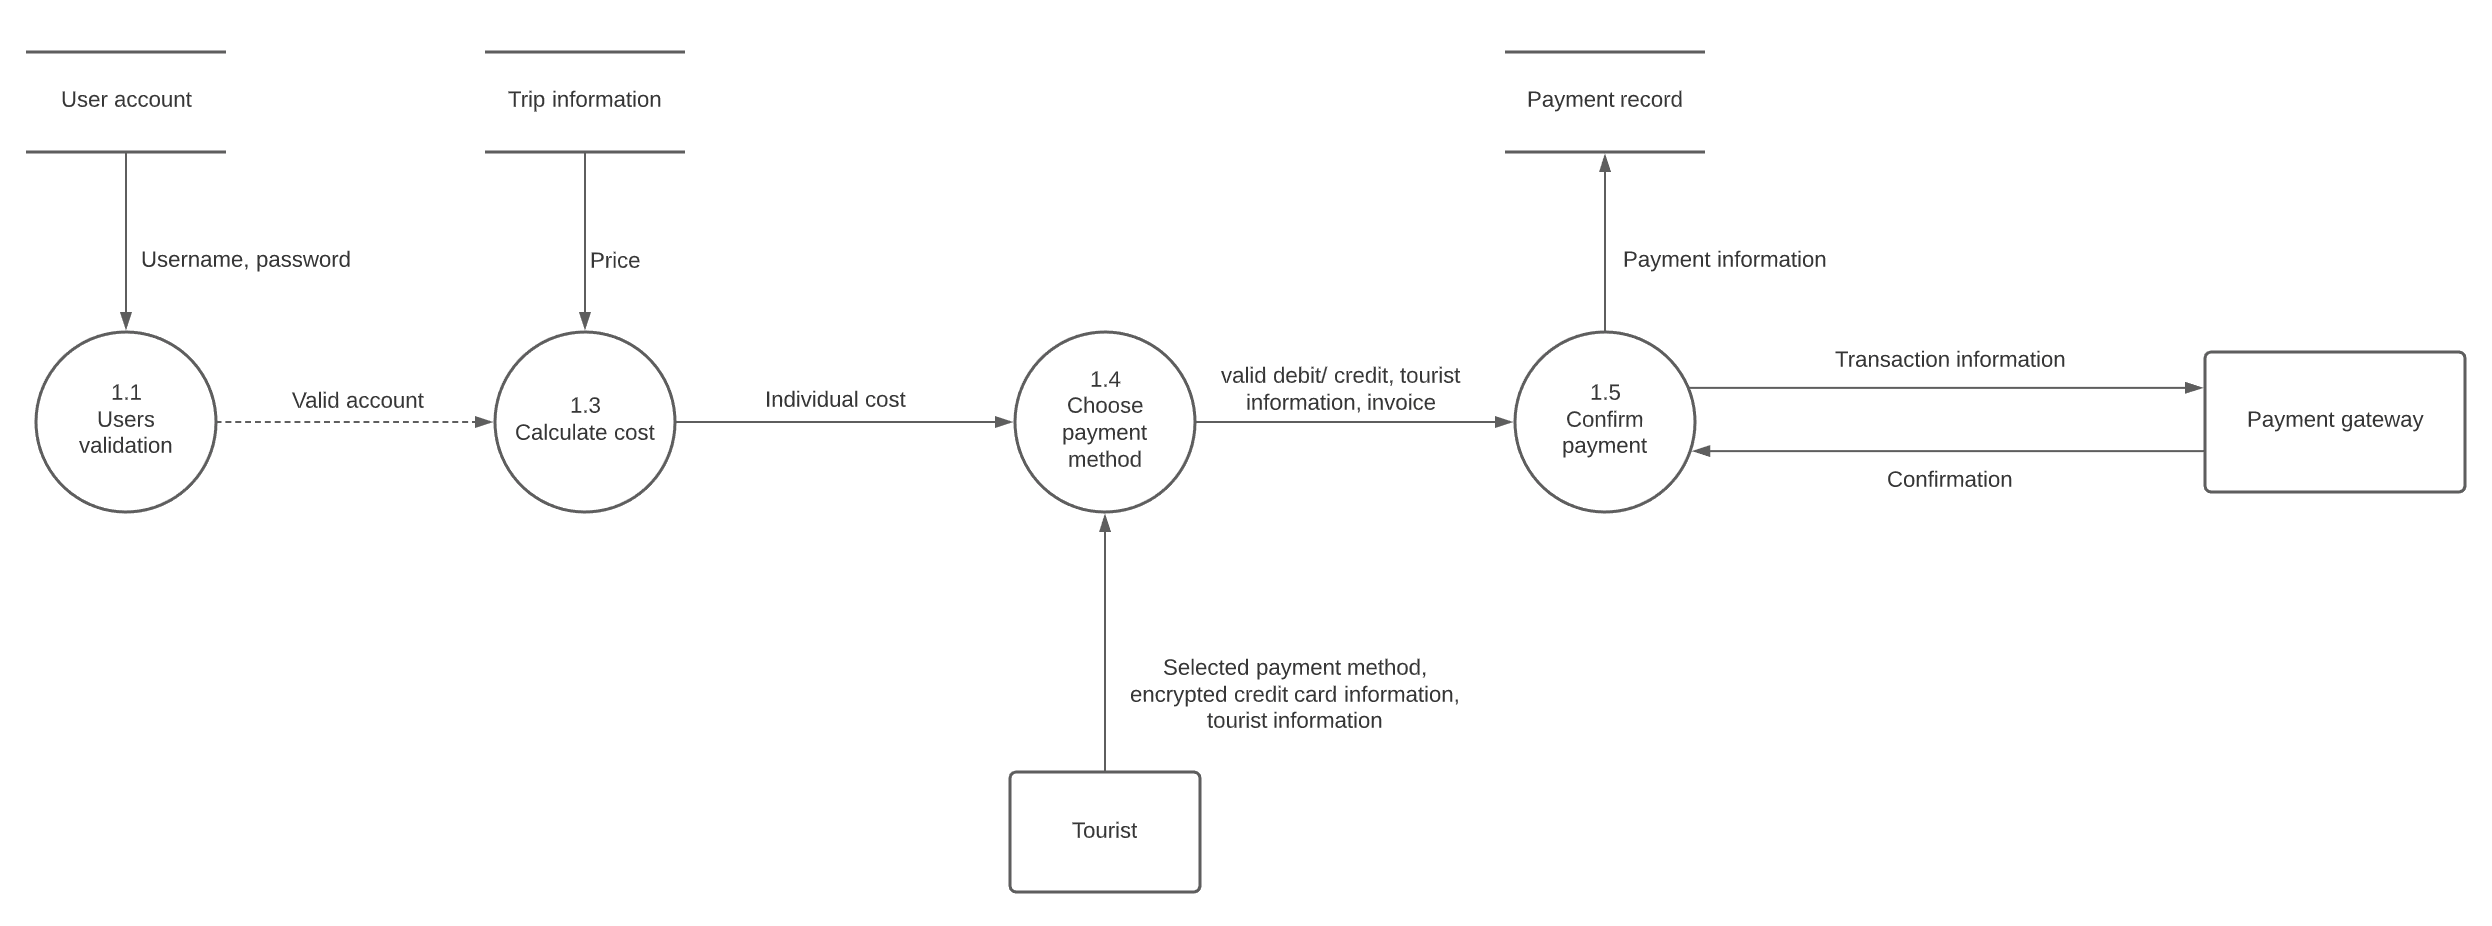 User account
Trip information
Payment record
Username, password
Price
Payment information
1.1
Users
validation
Valid account
1.3
Calculate cost
Individual cost
1.4
Choose
payment
method
valid debit/ credit, tourist
information, invoice
1.5
Confirm
payment
Transaction information
Confirmation
Payment gateway
Selected payment method,
encrypted credit card information,
tourist information
Tourist